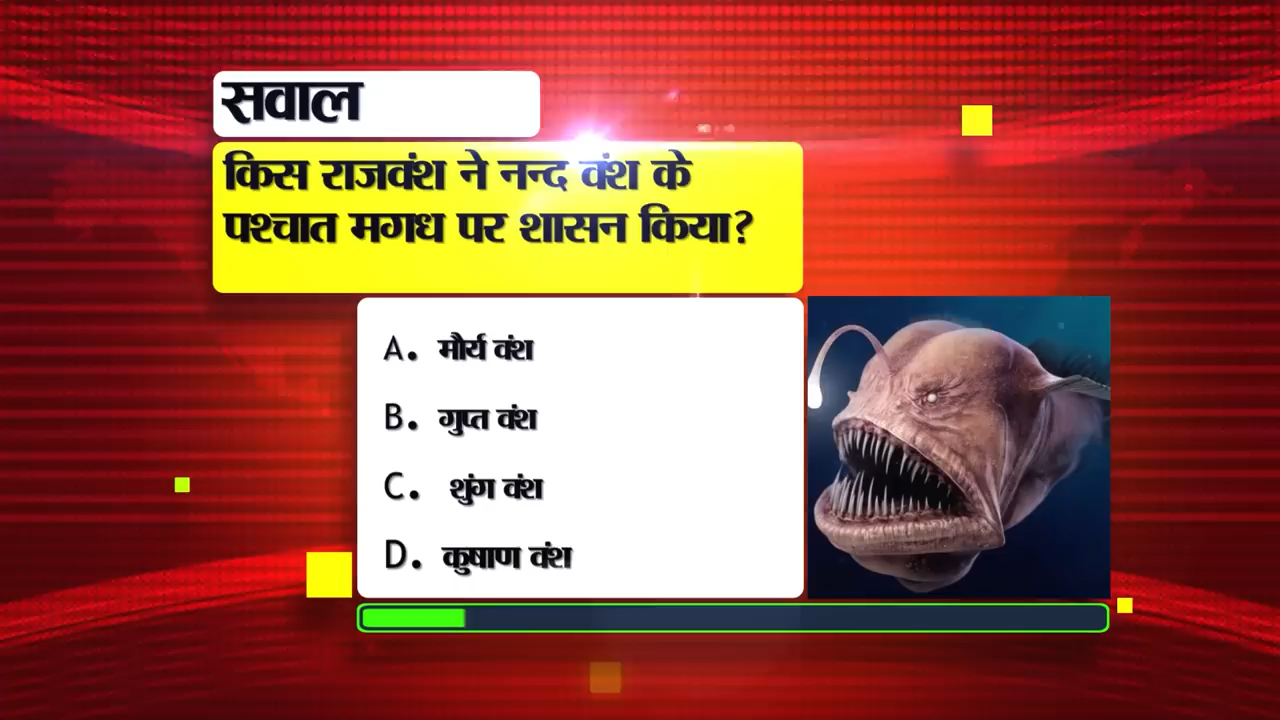 सवाल
किस राजवंश ने नन्द वंश के
पश्चात मगध पर शासन किया?
A. मौर्य वंश
B. गुप्त वंश
C. शुंग वंश
D. कुषाण वंश